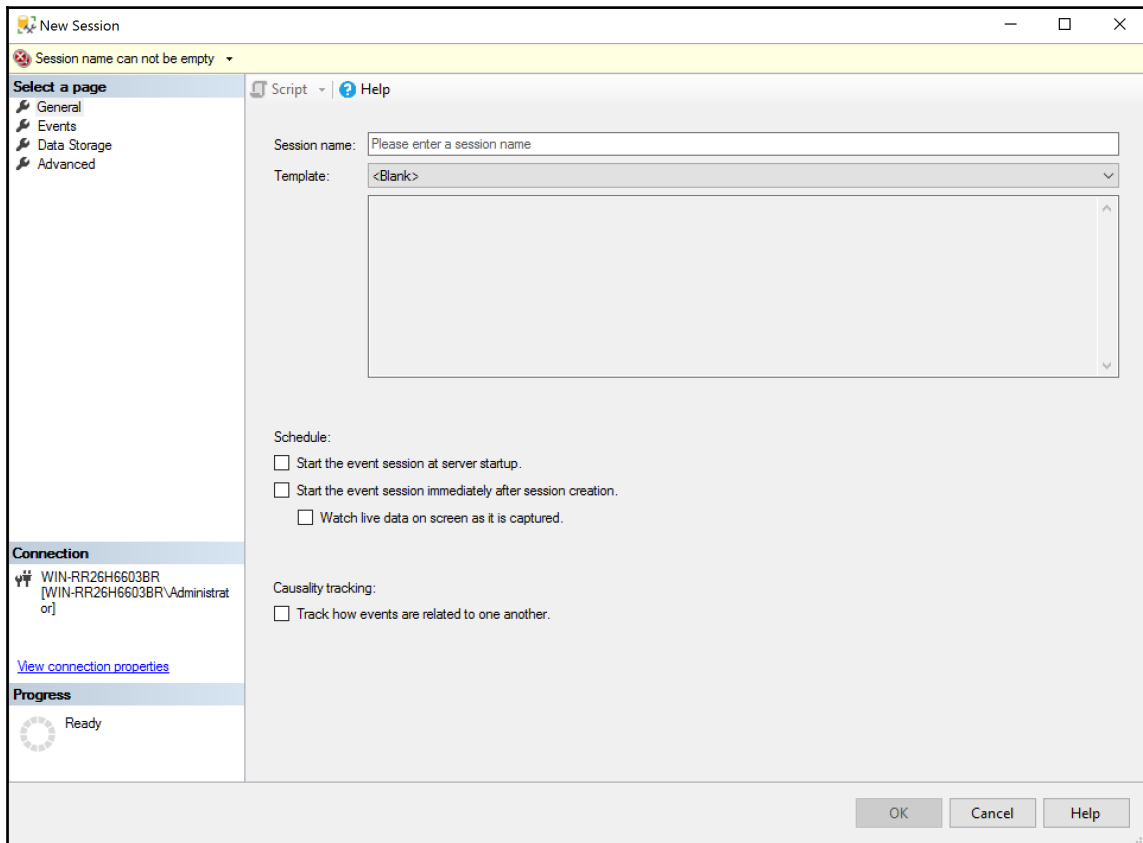 New Session
Session name can not be empty
Select a page
General
Events
Data Storage
Advanced
Script
Help
Session name:
Please enter a session name
Template:
<Blank>
Schedule:
Start the event session at server startup.
Start the event session immediately after session creation.
Watch live data on screen as it is captured.
Causality tracking:
Track how events are related to one another.
Connection
WIN-RR26H6603BR
[WIN-RR26H6603BR\Administrat
or]
View connection properties
Progress
Ready
OK
Cancel
Help